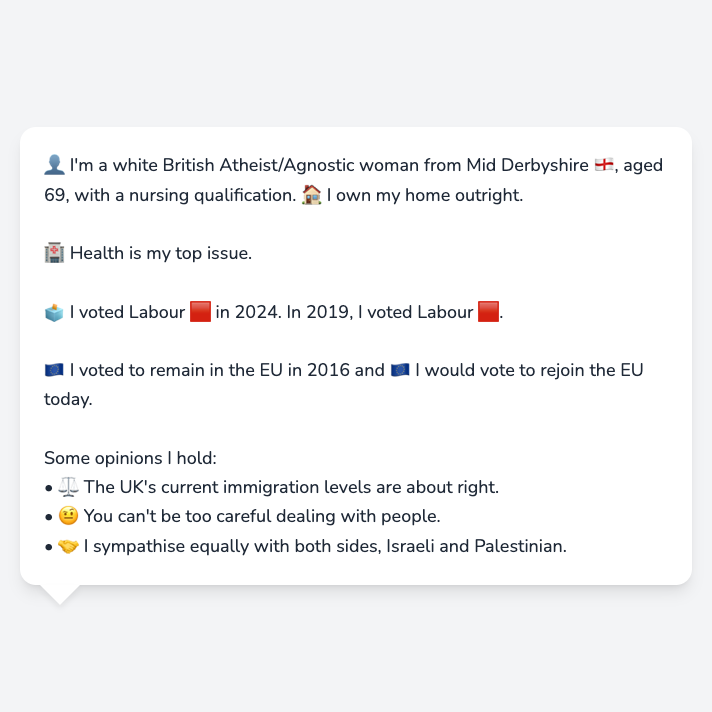 👤 I'm a white British Atheist/Agnostic woman from Mid Derbyshire 🏴󠁧󠁢󠁥󠁮󠁧󠁿, aged
69, with a nursing qualification. 🏠 I own my home outright.
🏥 Health is my top issue.
🗳️ I voted Labour 🟥 in 2024. In 2019, I voted Labour 🟥.
🇪🇺 I voted to remain in the EU in 2016 and 🇪🇺 I would vote to rejoin the EU
today.
Some opinions I hold:
• ⚖️ The UK's current immigration levels are about right.
• 🤨 You can't be too careful dealing with people.
• 🤝 I sympathise equally with both sides, Israeli and Palestinian.